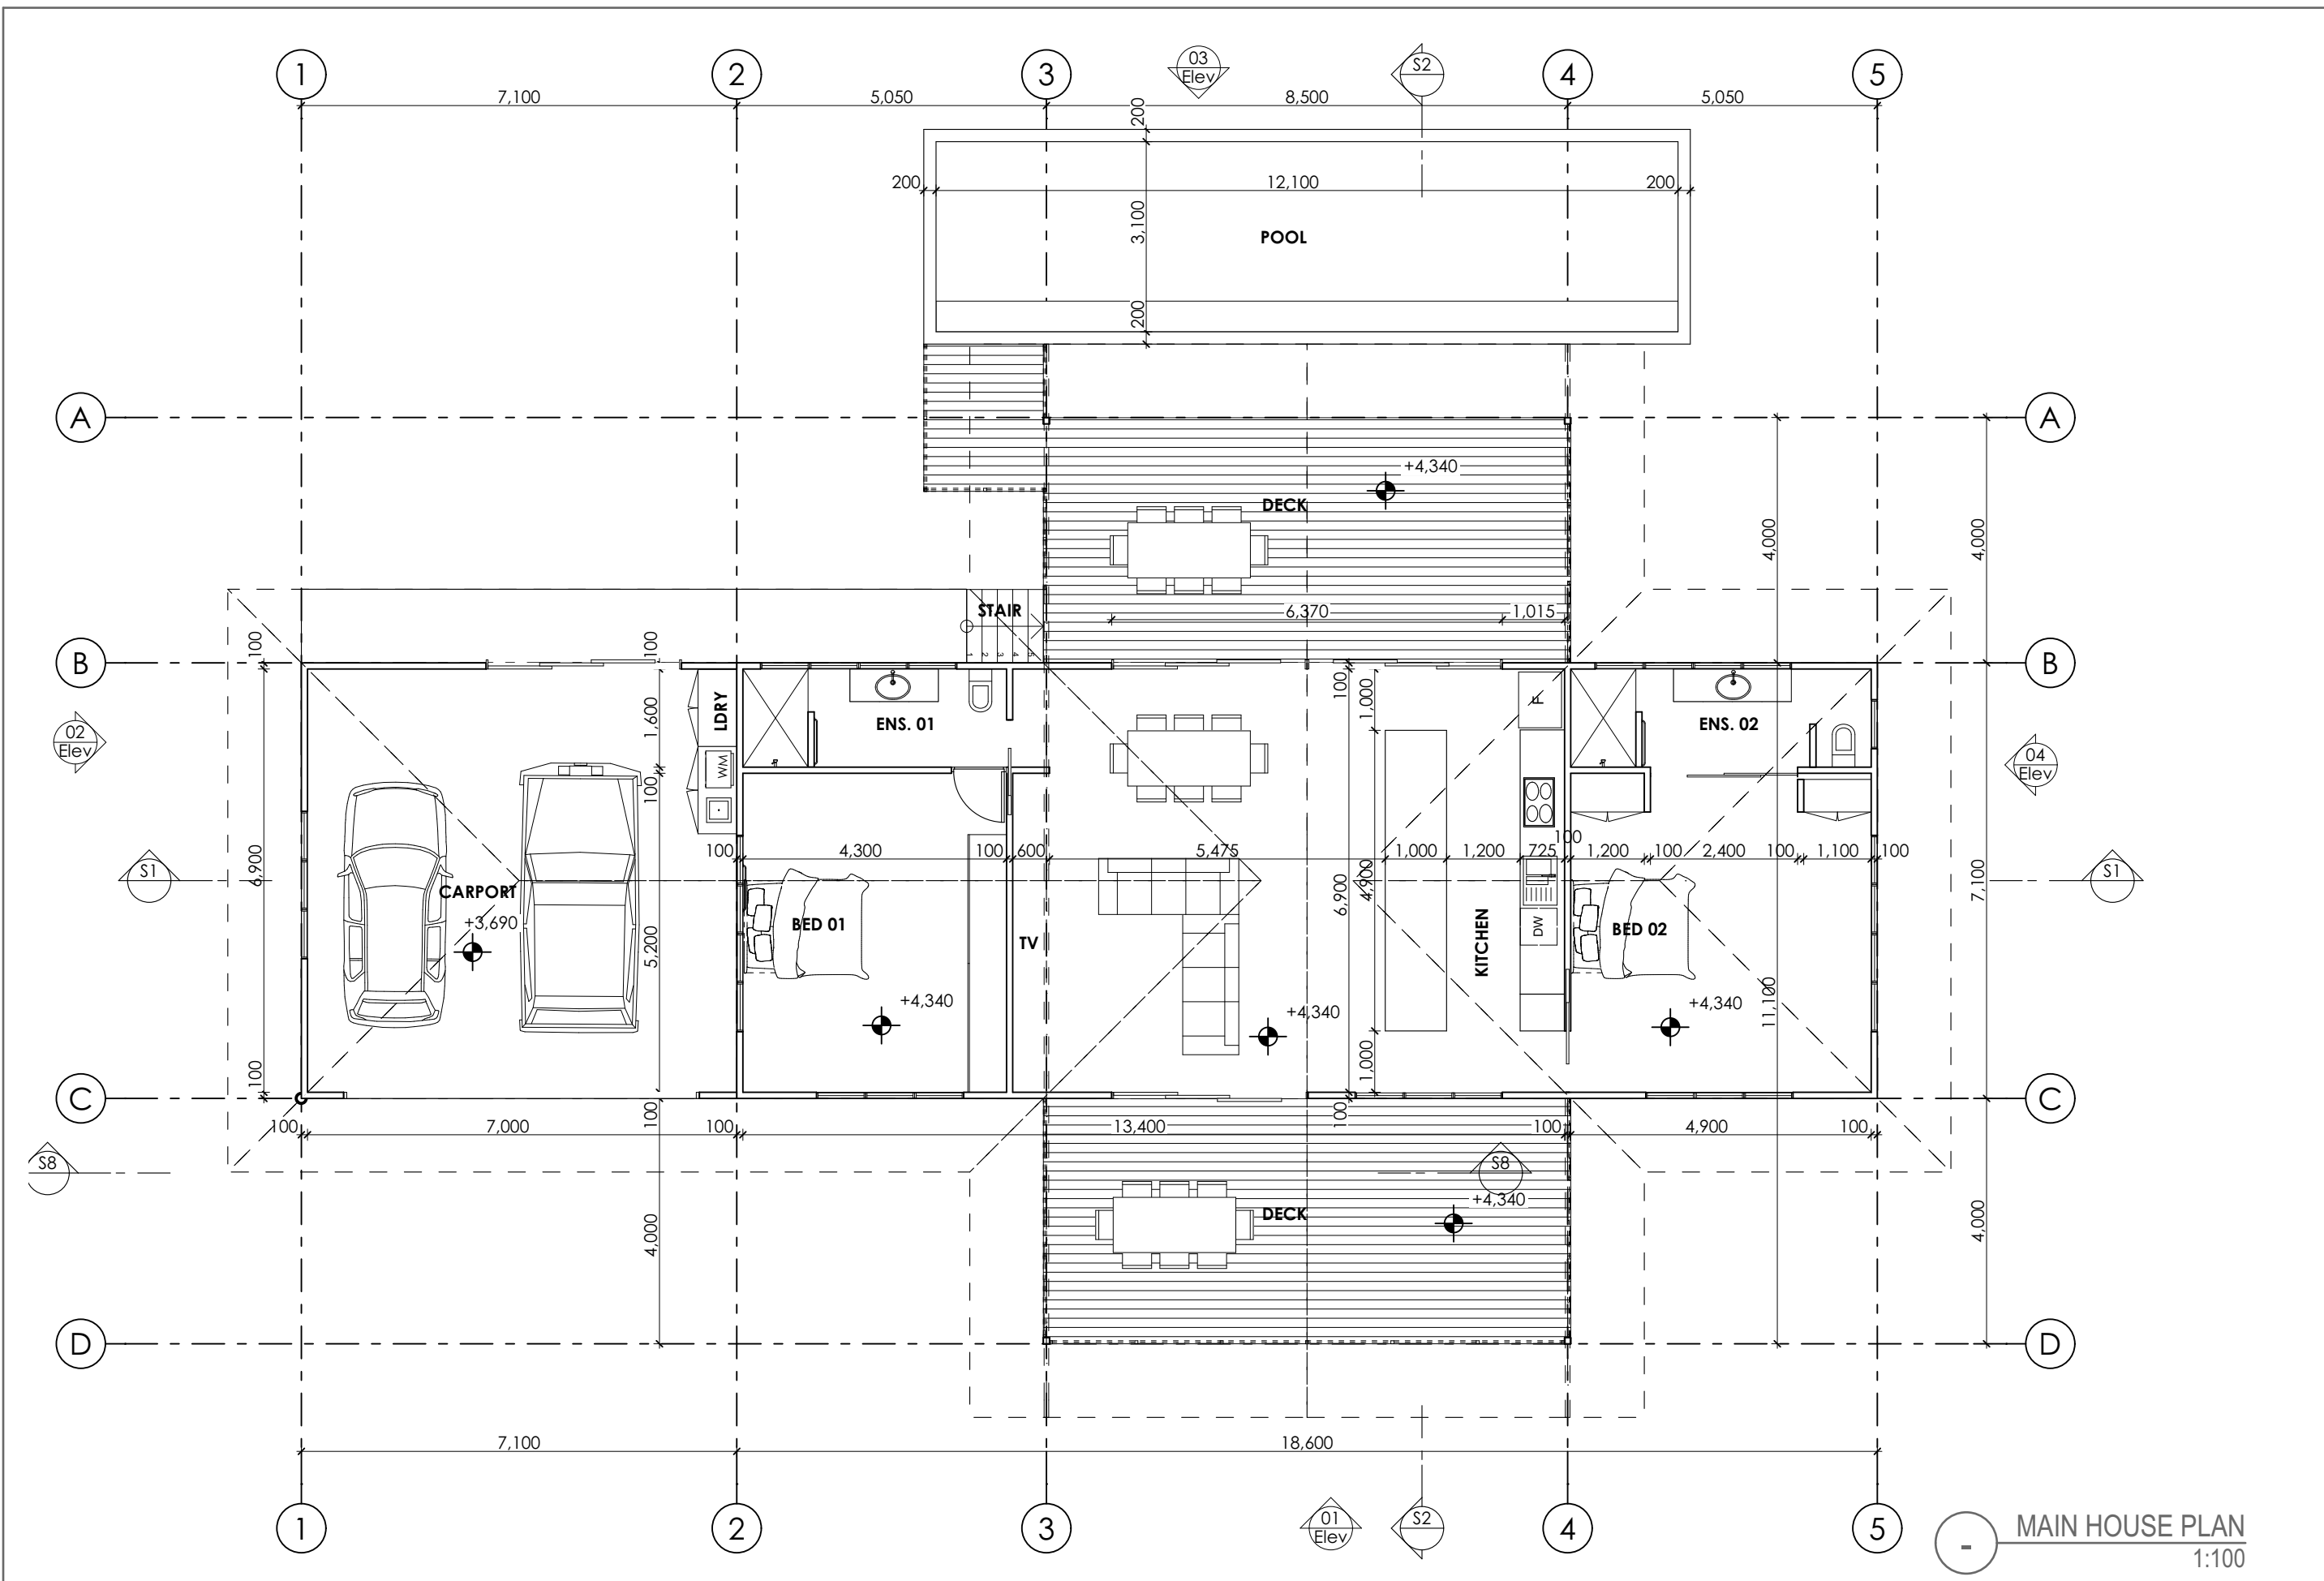 1
2
3
03
Elev
S2
4
5
7,100
5,050
8,500
5,050
200
200
12,100
200
3,100
POOL
200
A
A
+4,340
DECK
4,000
4,000
STAIR
6,370
1,015
1
2
3
4
5
B
100
100
B
LDRY
1,600
ENS. 01
100
1,000
F
ENS. 02
02
Elev
04
Elev
WM
100
100
4,300
100
600
5,475
1,000
1,200
725
100
1,200
100
2,400
100
1,100
100
S1
6,900
CARPORT
+3,690
5,200
BED 01
TV
6,900
4,900
KITCHEN
DW
BED 02
7,100
S1
+4,340
+4,340
+4,340
11,100
100
1,000
C
C
100
7,000
100
100
13,400
100
100
4,900
100
S8
S8
+4,340
DECK
4,000
4,000
D
D
7,100
18,600
1
2
3
01
Elev
S2
4
5
-
MAIN HOUSE PLAN
1:100